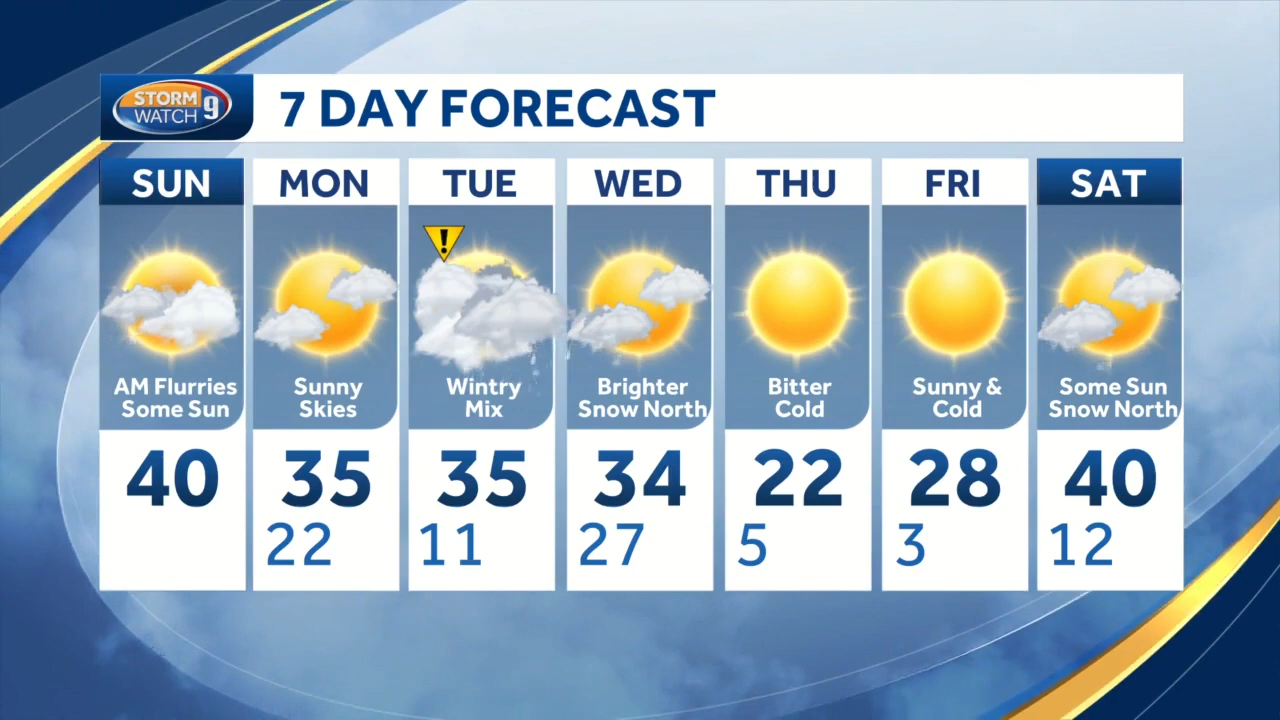 STORM
WATCH 9
7 DAY FORECAST
SUN
MON
TUE
WED
THU
FRI
SAT
!
AM Flurries
Some Sun
Sunny
Skies
Wintry
Mix
Brighter
Snow North
Bitter
Cold
Sunny &
Cold
Some Sun
Snow North
40
35
35
34
22
28
40
22
11
27
5
3
12